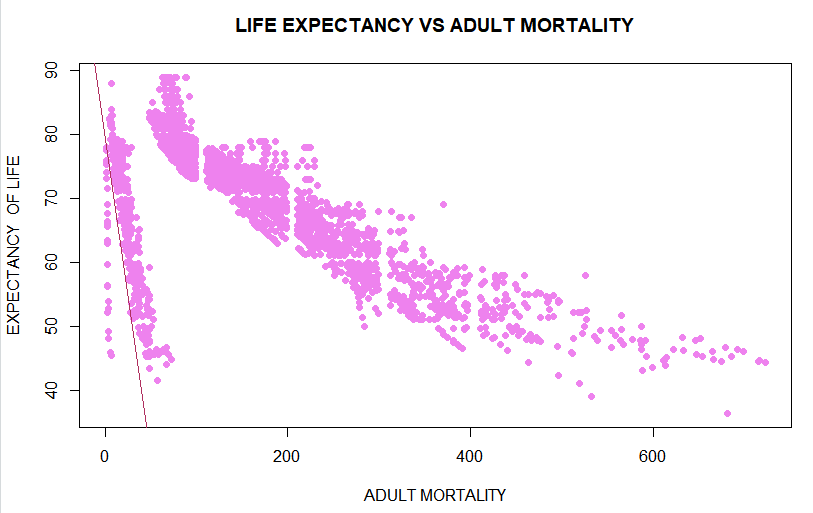 LIFE EXPECTANCY VS ADULT MORTALITY
90
80
70
60
50
40
EXPECTANCY OF LIFE
0 200 400 600
ADULT MORTALITY